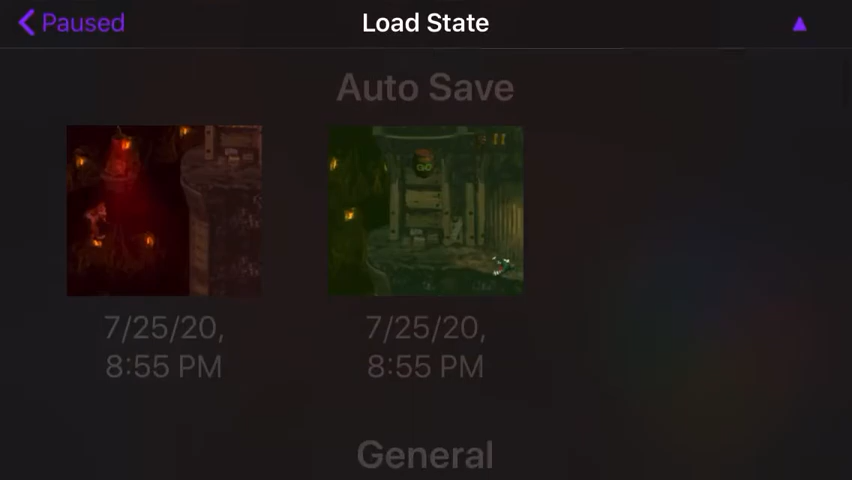 Paused
Load State
Auto Save
7/25/20,
8:55 PM
7/25/20,
8:55 PM
General